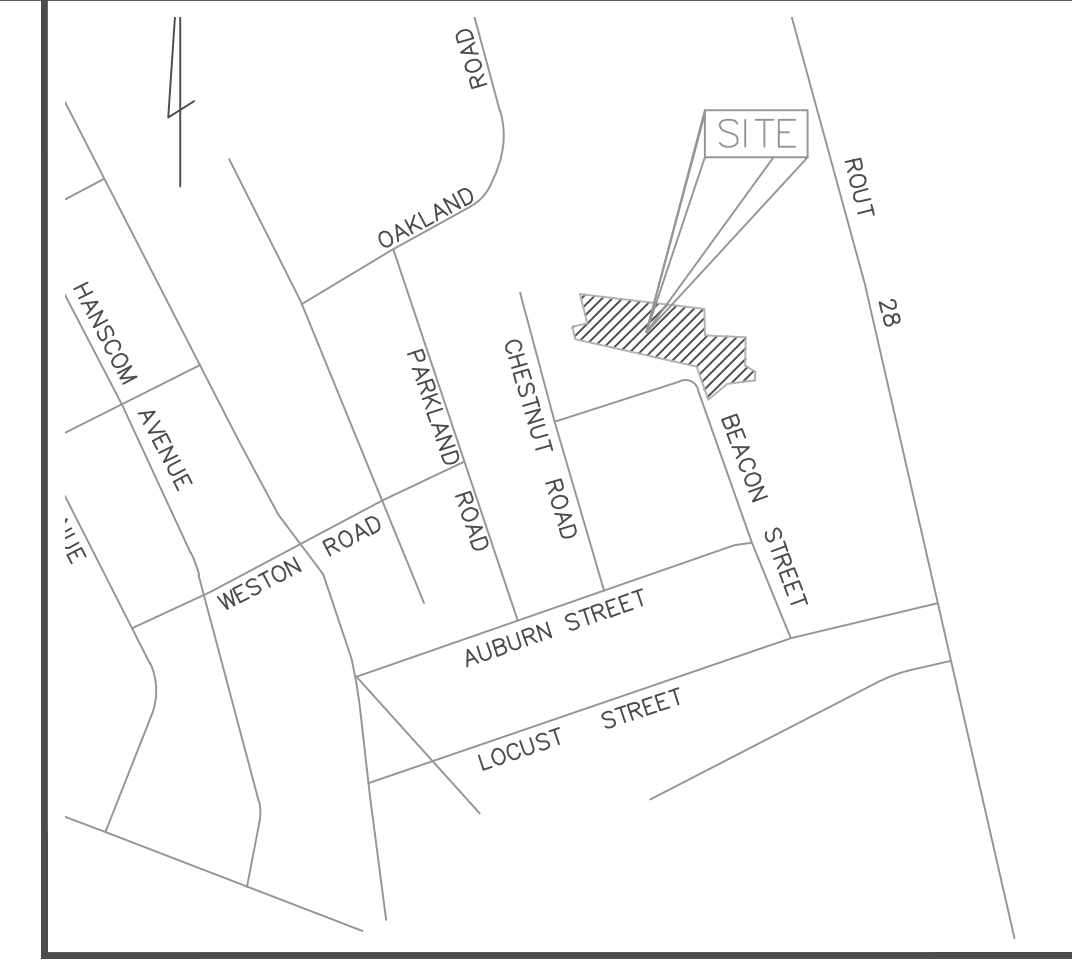 ROAD
SITE
ROUT 28
OAKLAND
HANSCOM AVENUE
PARKLAND ROAD
CHESTNUT ROAD
BEACON STREET
NUE
WESTON ROAD
AUBURN STREET
LOCUST STREET